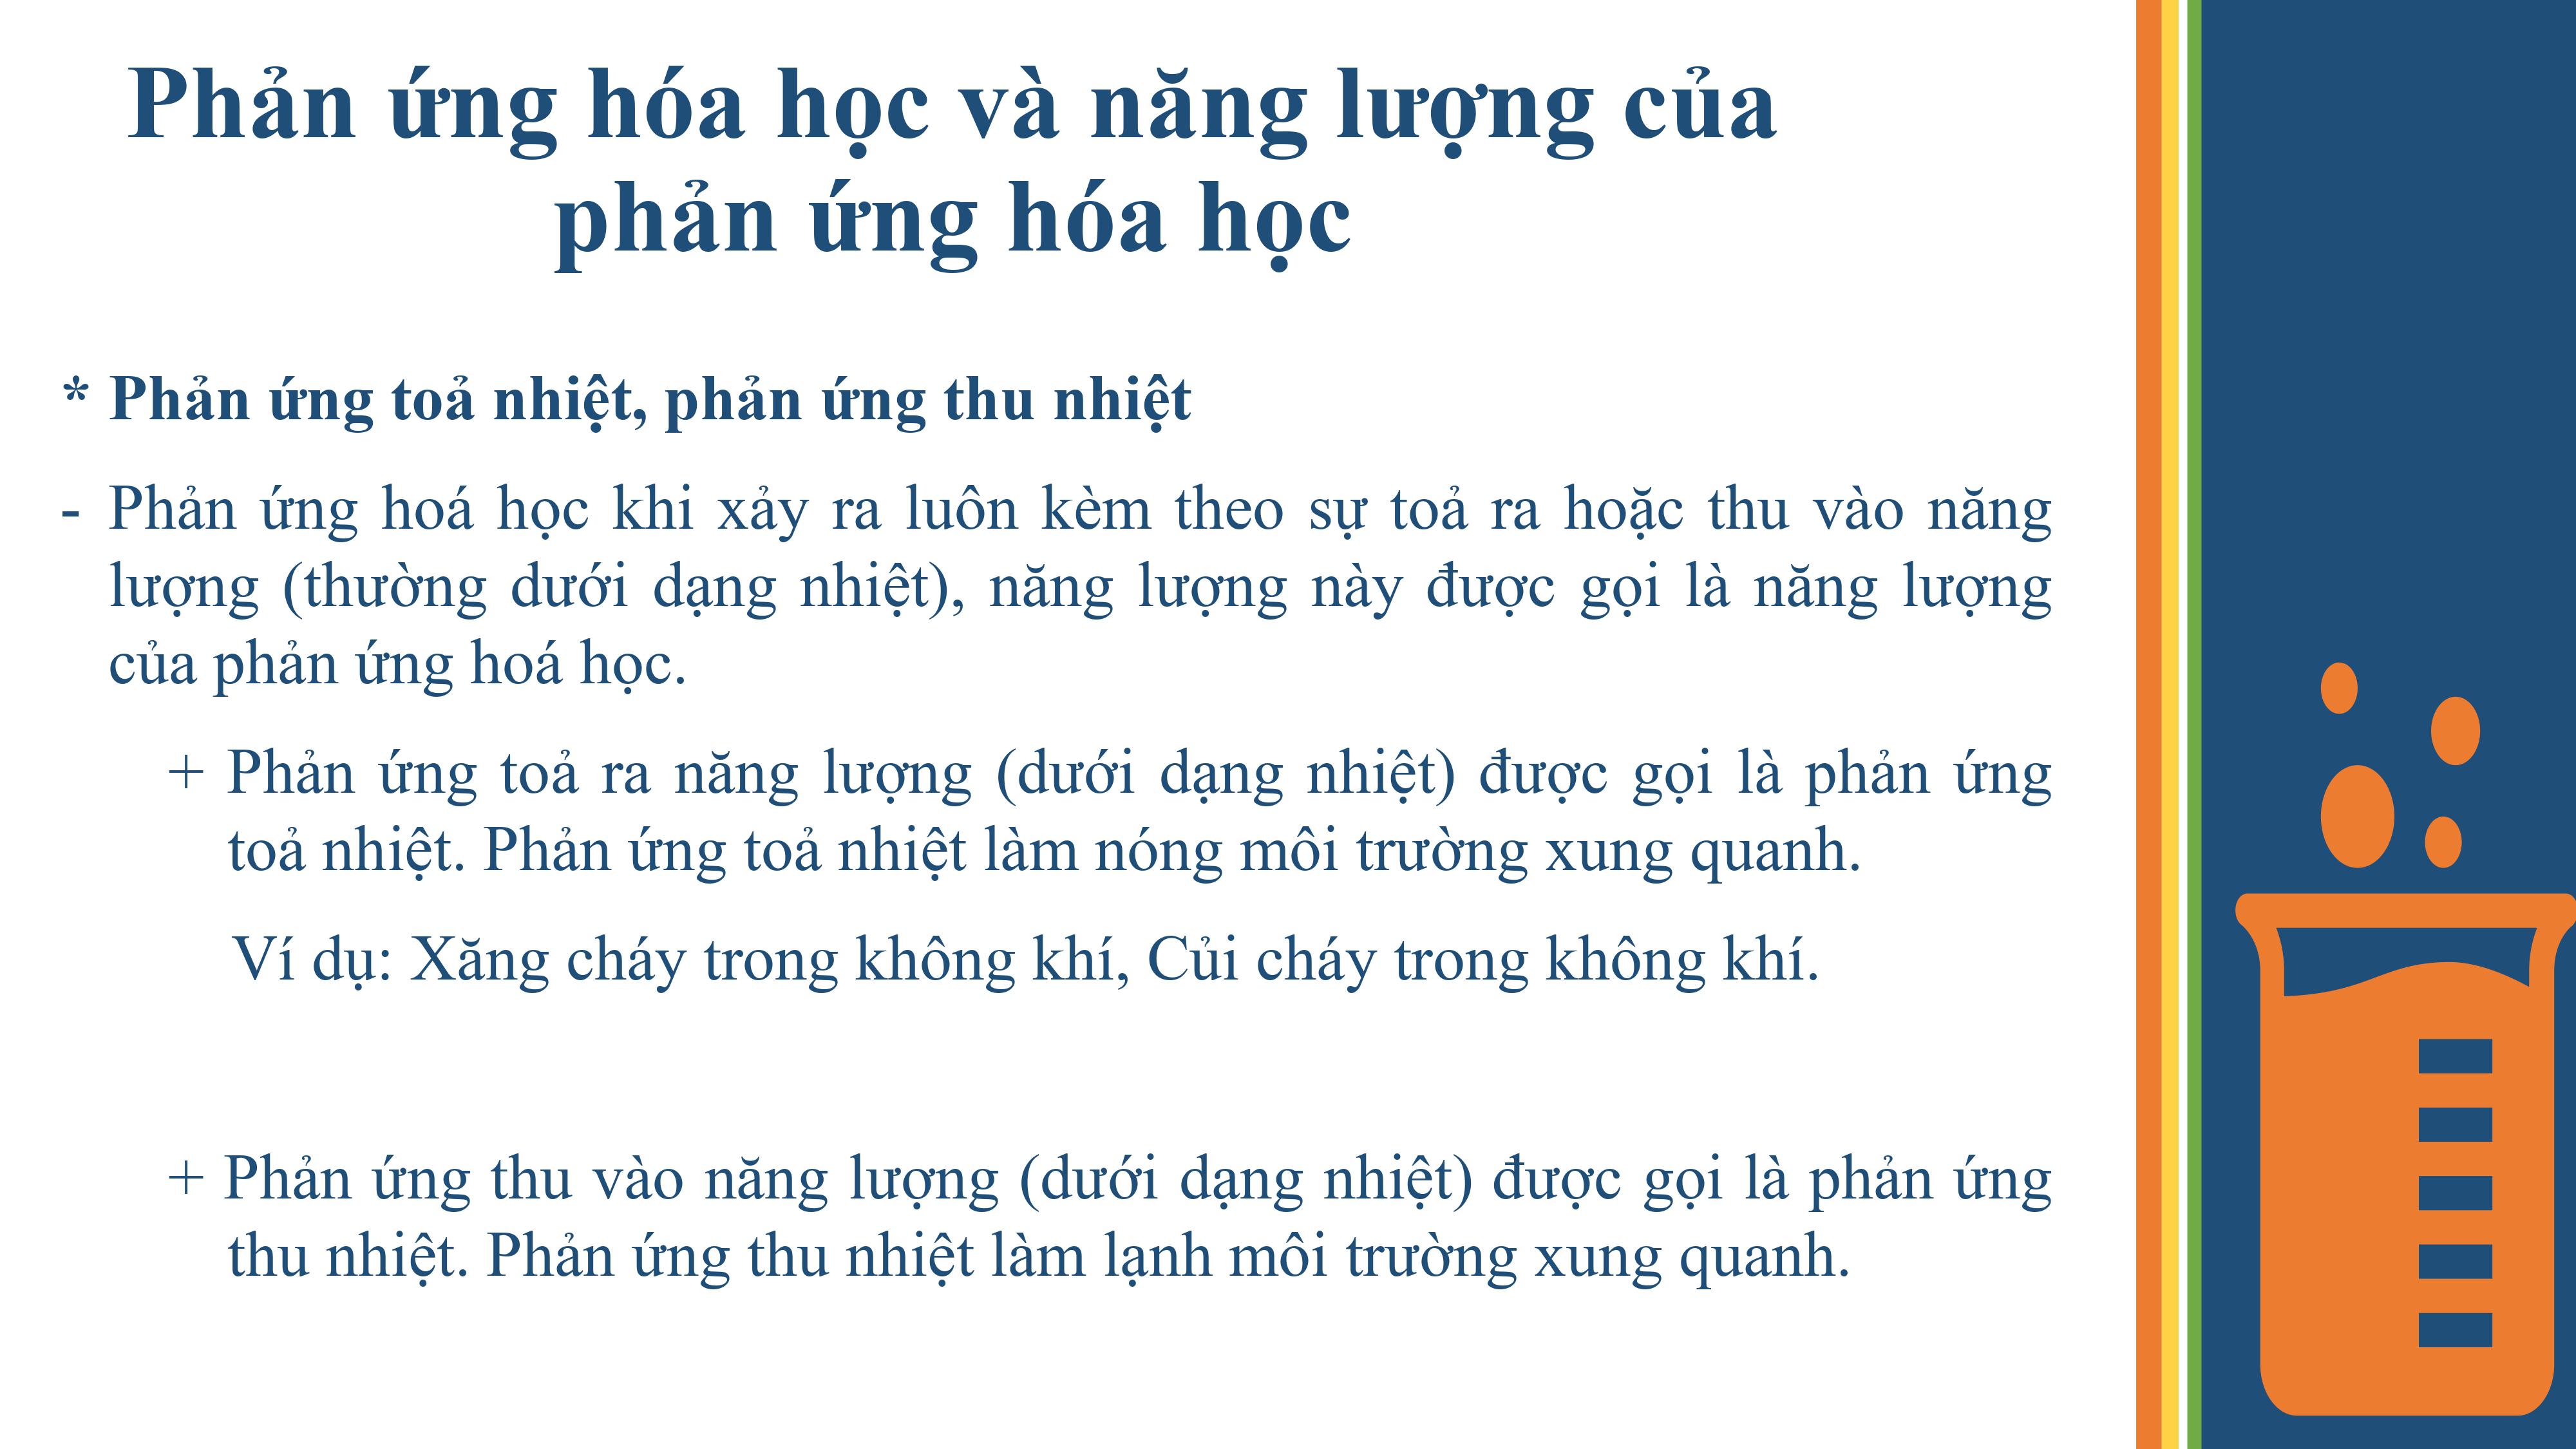 Phản ứng hóa học và năng lượng của
phản ứng hóa học
* Phản ứng toả nhiệt, phản ứng thu nhiệt
- Phản ứng hoá học khi xảy ra luôn kèm theo sự toả ra hoặc thu vào năng
lượng (thường dưới dạng nhiệt), năng lượng này được gọi là năng lượng
của phản ứng hoá học.
+ Phản ứng toả ra năng lượng (dưới dạng nhiệt) được gọi là phản ứng
toả nhiệt. Phản ứng toả nhiệt làm nóng môi trường xung quanh.
Ví dụ: Xăng cháy trong không khí, Củi cháy trong không khí.
+ Phản ứng thu vào năng lượng (dưới dạng nhiệt) được gọi là phản ứng
thu nhiệt. Phản ứng thu nhiệt làm lạnh môi trường xung quanh.